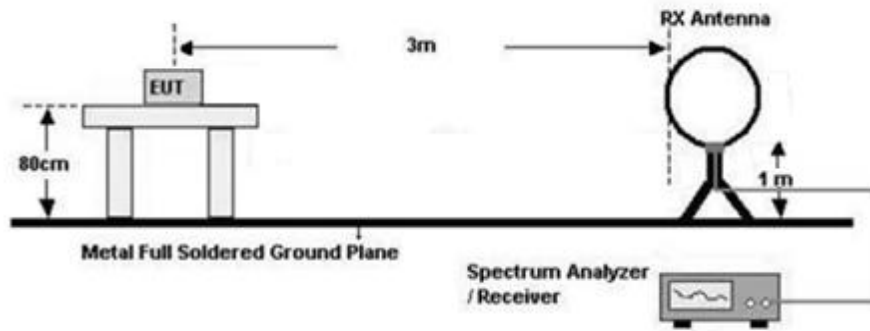 RX Antenna
3m
EUT
80cm
1 m
Metal Full Soldered Ground Plane
Spectrum Analyzer
/ Receiver